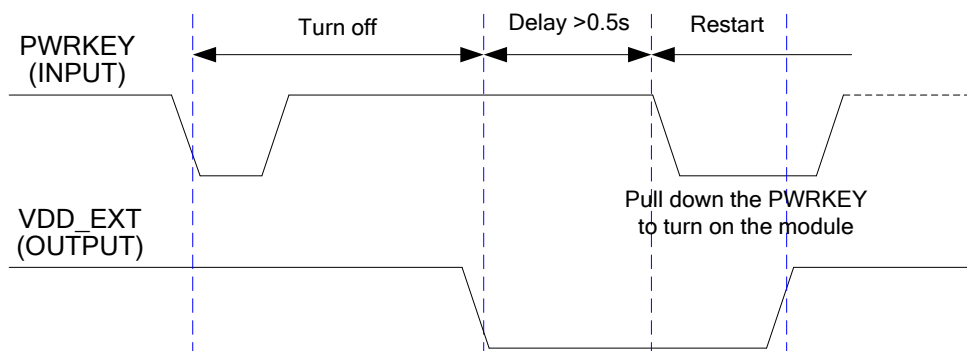 Turn off
Delay >0.5s
Restart
PWRKEY
(INPUT)
Pull down the PWRKEY
to turn on the module
VDD_EXT
(OUTPUT)